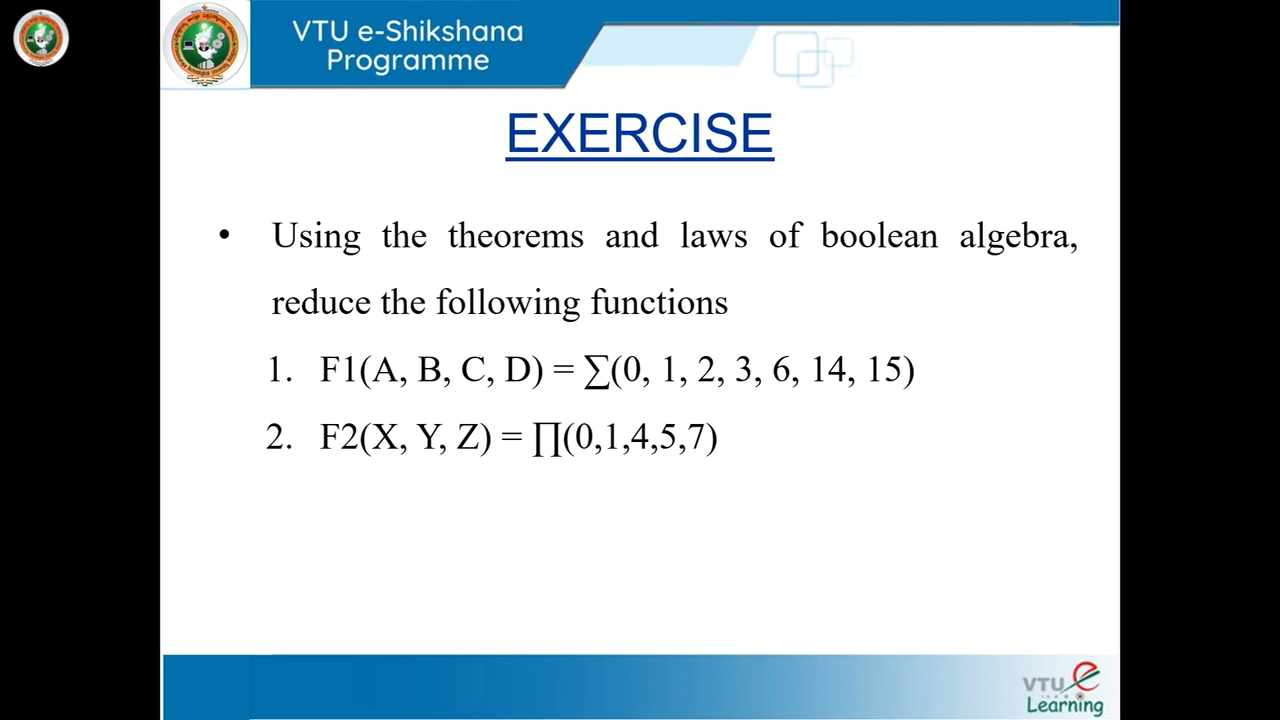 VTU e-Shikshana
Programme
EXERCISE
• Using the theorems and laws of boolean algebra,
reduce the following functions
1. F1(A, B, C, D) = ∑(0, 1, 2, 3, 6, 14, 15)
2. F2(X, Y, Z) = ∏(0,1,4,5,7)
VTU e
Learning